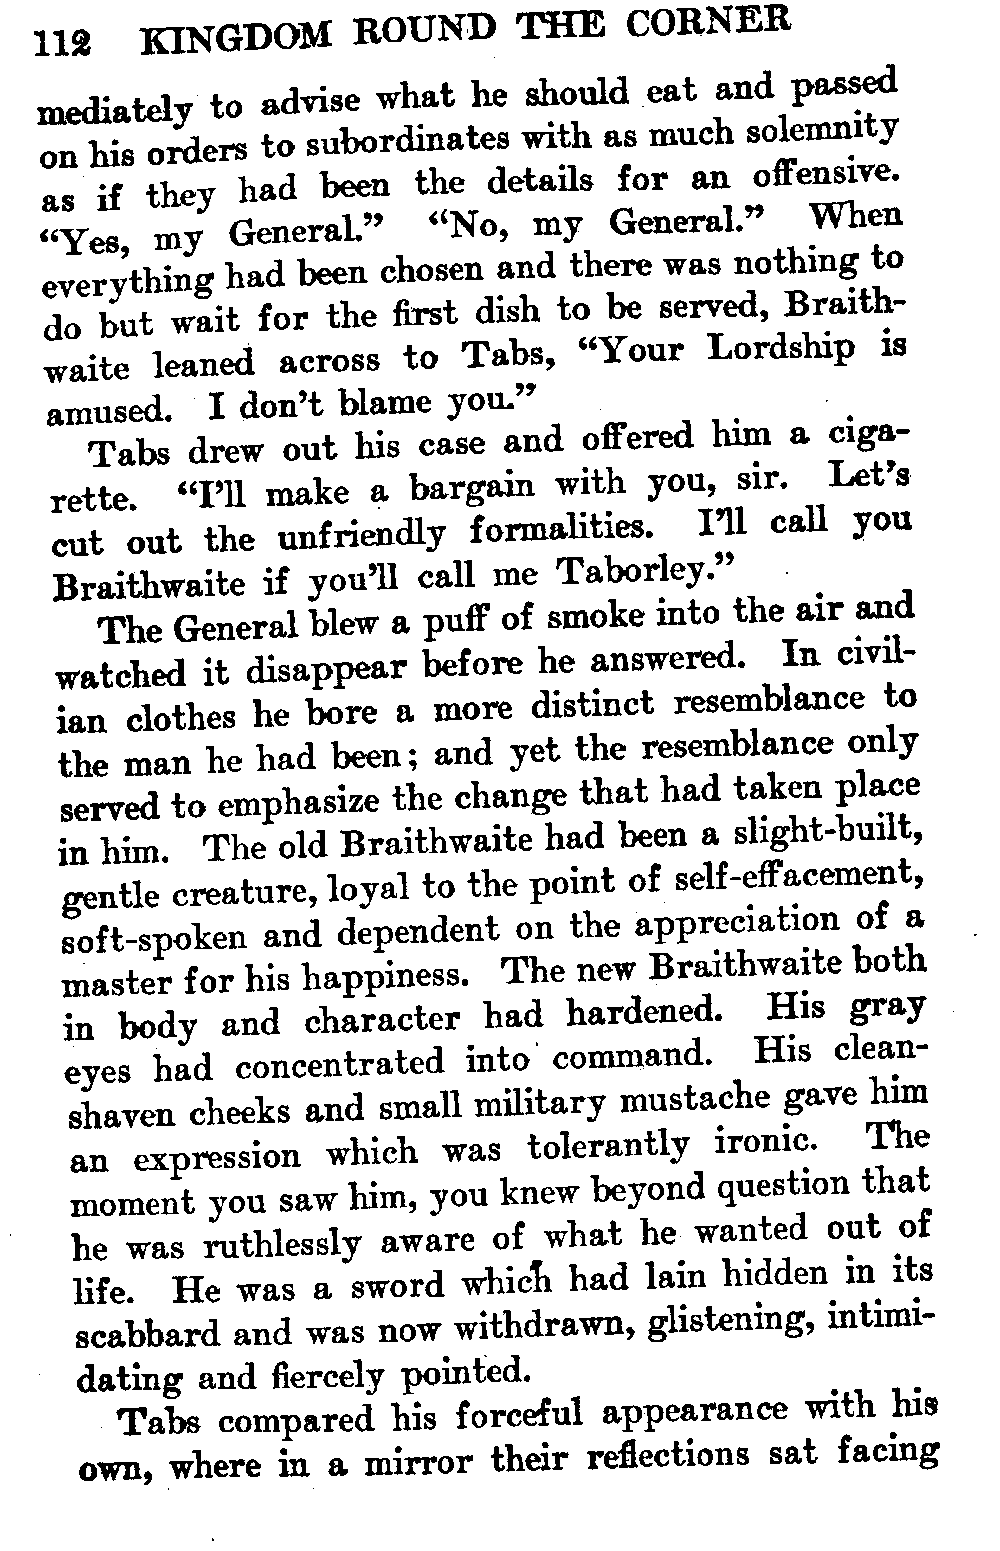 112 KINGDOM ROUND THE CORNER
mediately to advise what he should eat and passed
on his orders to subordinates with as much solemnity
as if they had been the details for an offensive.
“Yes, my General.” “No, my General.” When
everything had been chosen and there was nothing to
do but wait for the first dish to be served, Braith-
waite leaned across to Tabs, “Your Lordship is
amused. I don’t blame you.”
Tabs drew out his case and offered him a ciga-
rette. “I’ll make a bargain with you, sir. Let’s
cut out the unfriendly formalities. I’ll call you
Braithwaite if you’ll call me Taborley.”
The General blew a puff of smoke into the air and
watched it disappear before he answered. In civil-
ian clothes he bore a more distinct resemblance to
the man he had been; and yet the resemblance only
served to emphasize the change that had taken place
in him. The old Braithwaite had been a slight-built,
gentle creature, loyal to the point of self-effacement,
soft-spoken and dependent on the appreciation of a
master for his happiness. The new Braithwaite both
in body and character had hardened. His gray
eyes had concentrated into command. His clean-
shaven cheeks and small military mustache gave him
an expression which was tolerantly ironic. The
moment you saw him, you knew beyond question that
he was ruthlessly aware of what he wanted out of
life. He was a sword which had lain hidden in its
scabbard and was now withdrawn, glistening, intimi-
dating and fiercely pointed.
Tabs compared his forceful appearance with his
own, where in a mirror their reflections sat facing